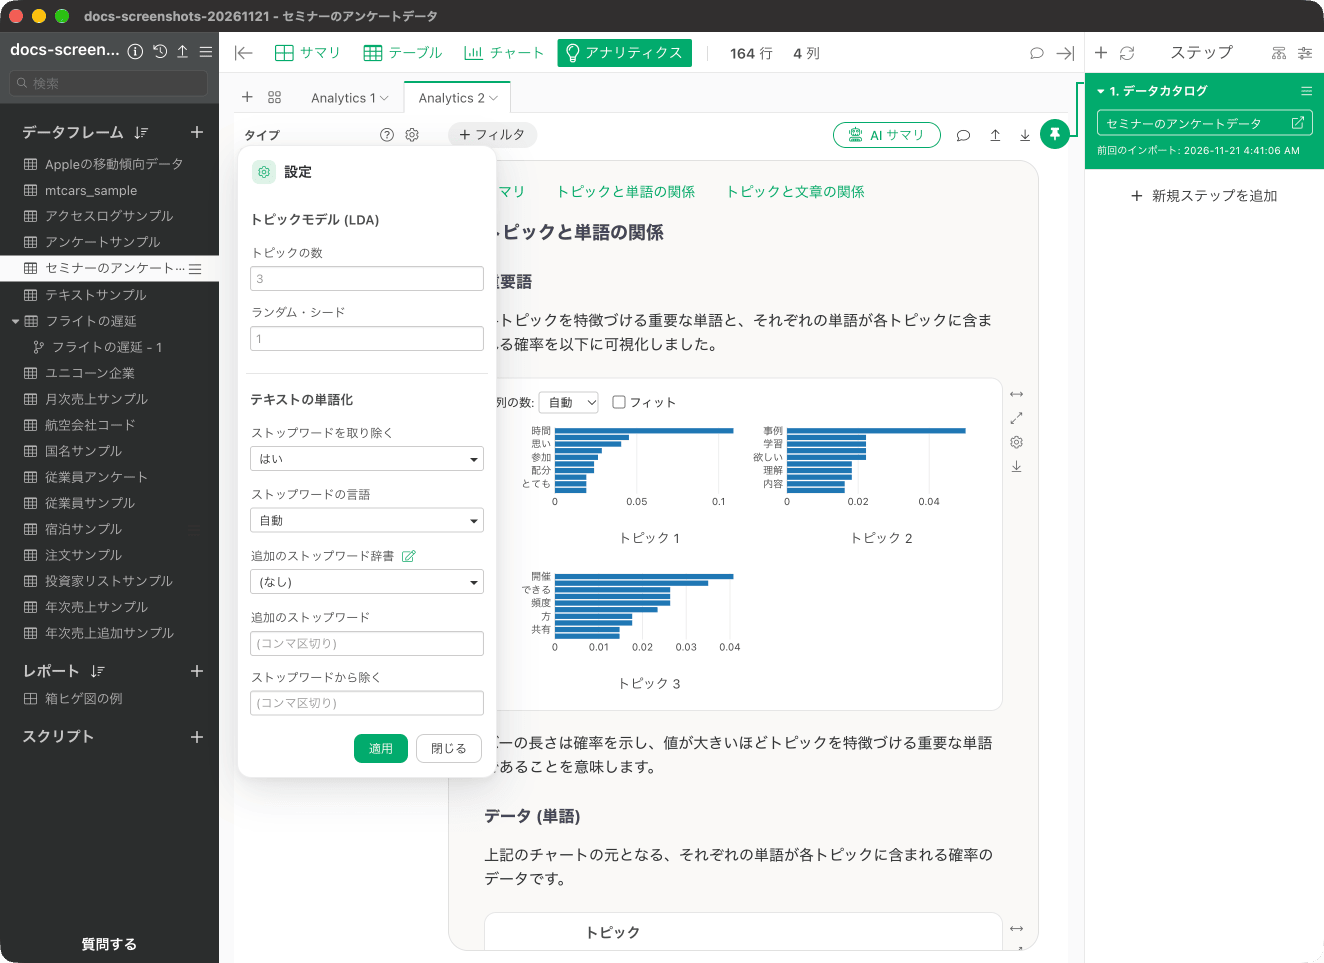 docs-screenshots-20261121 - セミナーのアンケートデータ
docs-screen...
検索
データフレーム
Appleの移動傾向データ
mtcars_sample
アクセスログサンプル
アンケートサンプル
セミナーのアンケート…
テキストサンプル
フライトの遅延
フライトの遅延 - 1
ユニコーン企業
月次売上サンプル
航空会社コード
国名サンプル
従業員アンケート
従業員サンプル
宿泊サンプル
注文サンプル
投資家リストサンプル
年次売上サンプル
年次売上追加サンプル
レポート
箱ヒゲ図の例
スクリプト
質問する
サマリ
テーブル
チャート
アナリティクス
164 行
4 列
Analytics 1
Analytics 2
タイプ
フィルタ
AI サマリ
設定
トピックモデル (LDA)
トピックの数
3
ランダム・シード
1
テキストの単語化
ストップワードを取り除く
はい
ストップワードの言語
自動
追加のストップワード辞書
(なし)
追加のストップワード
(コンマ区切り)
ストップワードから除く
(コンマ区切り)
適用
閉じる
マリ
トピックと単語の関係
トピックと文章の関係
ピックと単語の関係
要語
トピックを特徴づける重要な単語と、それぞれの単語が各トピックに含ま
る確率を以下に可視化しました。
列の数:
自動
フィット
時間
思い
参加
配分
とても
0
0.05
0.1
トピック 1
事例
学習
欲しい
理解
内容
0
0.02
0.04
トピック 2
開催
できる
頻度
方
共有
0
0.01
0.02
0.03
0.04
トピック 3
ーの長さは確率を示し、値が大きいほどトピックを特徴づける重要な単語
あることを意味します。
データ (単語)
上記のチャートの元となる、それぞれの単語が各トピックに含まれる確率の
データです。
トピック
ステップ
1. データカタログ
セミナーのアンケートデータ
前回のインポート: 2026-11-21 4:41:06 AM
新規ステップを追加